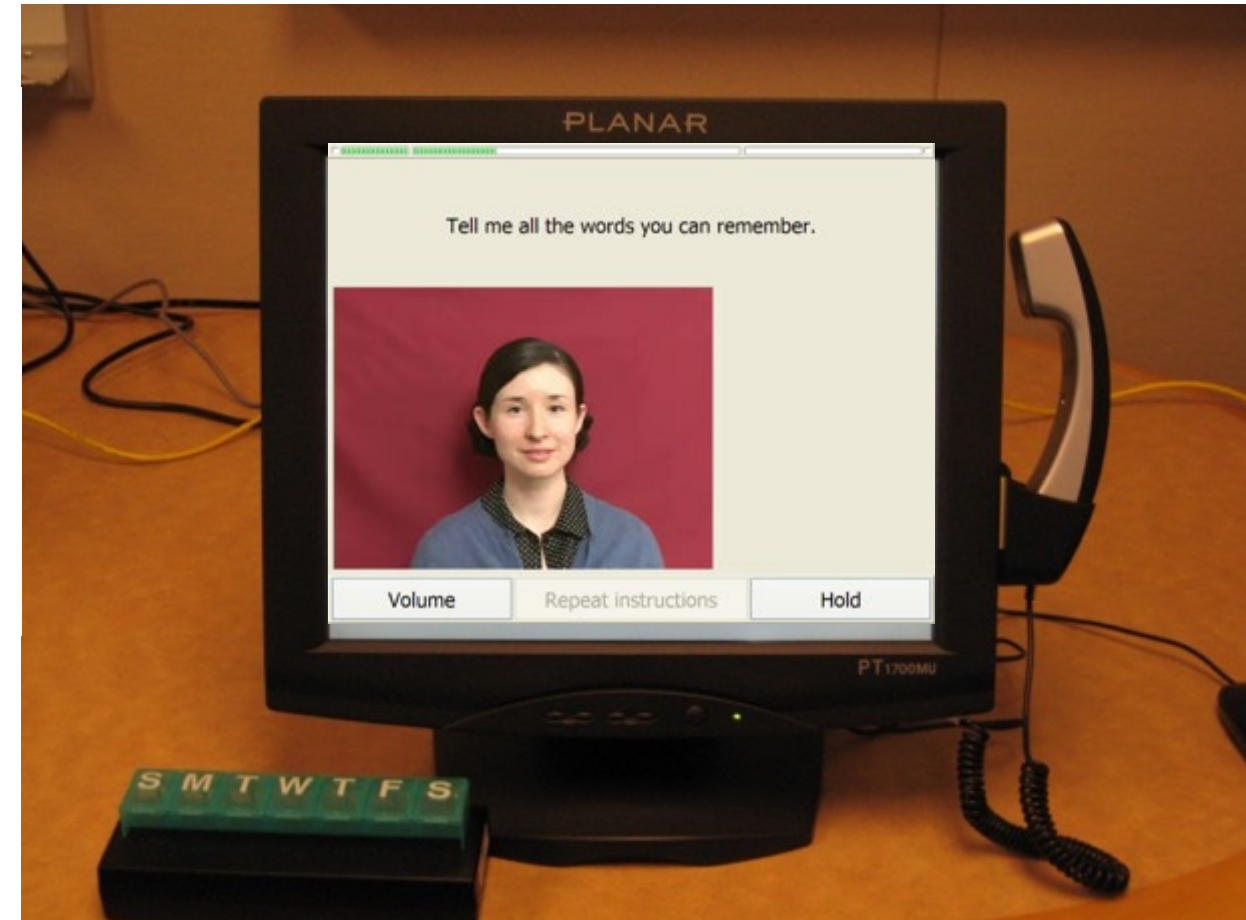 PLANAR
Tell me all the words you can remember.
Volume Repeat instructions Hold
PT1700MU
S M T W T F S